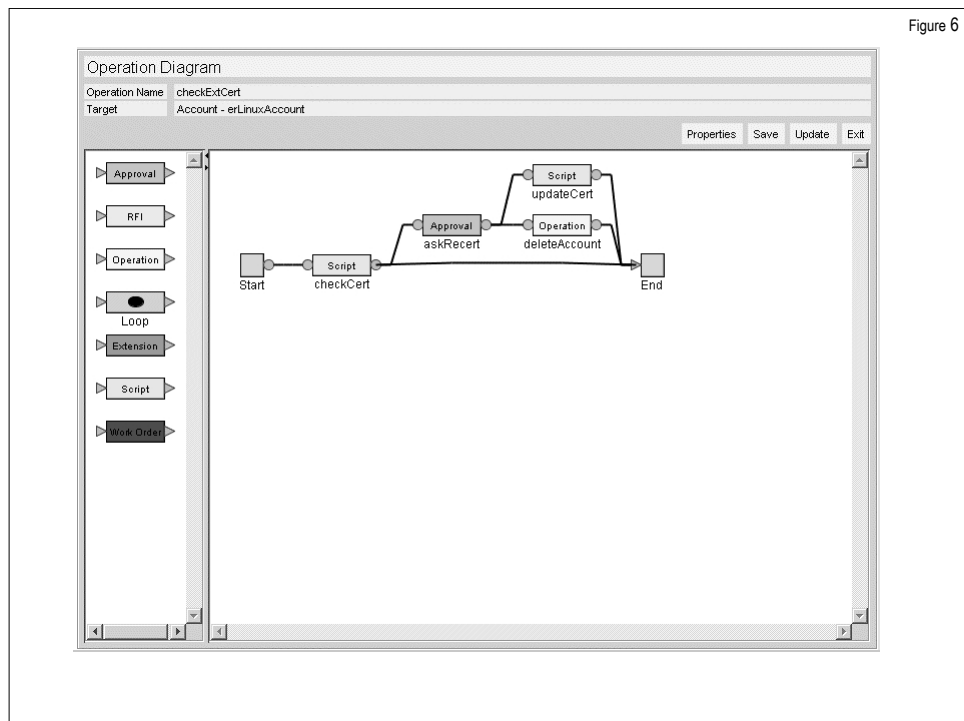 Figure 6
Operation Diagram
Operation Name checkExtCert
Target Account - erLinuxAccount
Properties Save Update Exit
Approval
RFI
Operation
Loop
Extension
Script
Work Order
Script
updateCert
Approval
askRecert
Operation
deleteAccount
Start
Script
checkCert
End